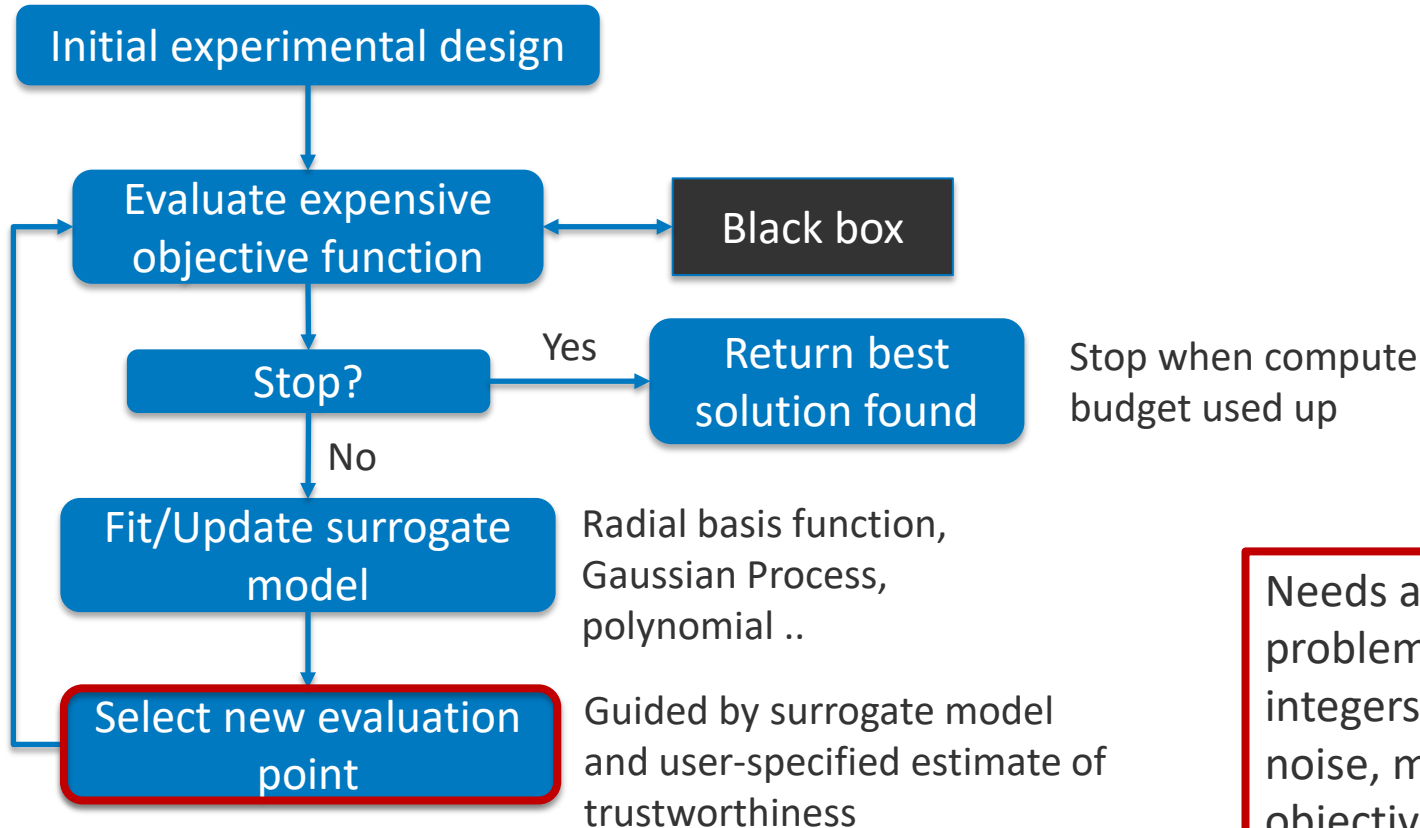 Initial experimental design
Evaluate expensive
objective function
Black box
Stop?
Yes
Return best
solution found
Stop when compute
budget used up
No
Fit/Update surrogate
model
Radial basis function,
Gaussian Process,
polynomial ..
Select new evaluation
point
Guided by surrogate model
and user-specified estimate of
trustworthiness
Needs a
problem
integers
noise, m
objectiv